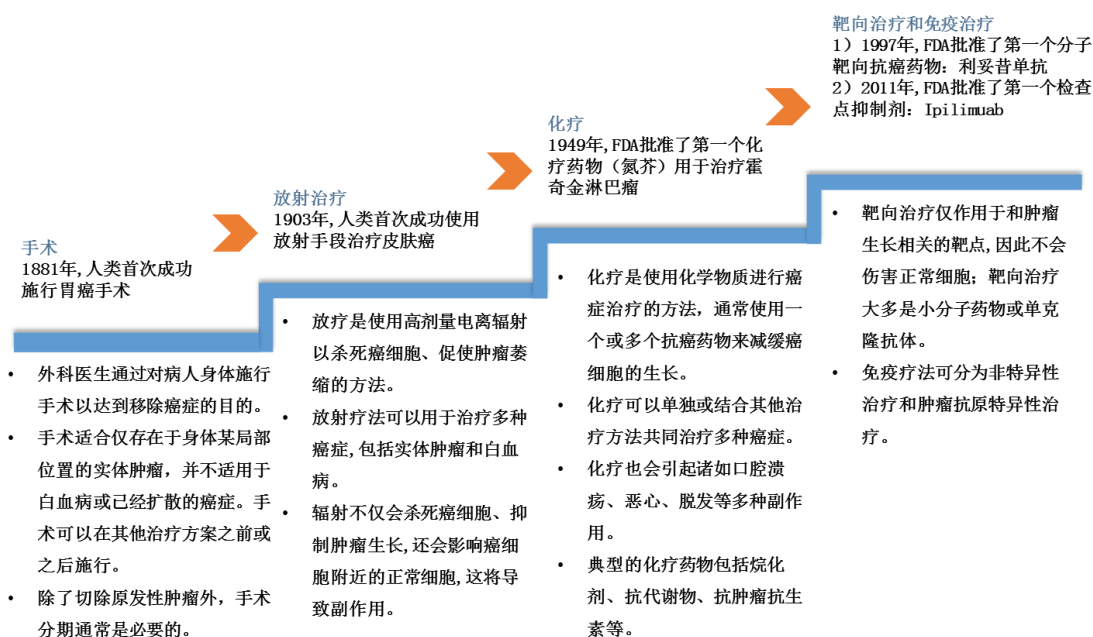 手术
1881年,人类首次成功
施行胃癌手术
• 外科医生通过对病人身体施行
手术以达到移除癌症的目的。
• 手术适合仅存在于身体某局部
位置的实体肿瘤，并不适用于
白血病或已经扩散的癌症。手
术可以在其他治疗方案之前或
之后施行。
• 除了切除原发性肿瘤外，手术
分期通常是必要的。
放射治疗
1903年,人类首次成功使用
放射手段治疗皮肤癌
• 放疗是使用高剂量电离辐射
以杀死癌细胞、促使肿瘤萎
缩的方法。
• 放射疗法可以用于治疗多种
癌症,包括实体肿瘤和白血
病。
• 辐射不仅会杀死癌细胞、抑
制肿瘤生长,还会影响癌细
胞附近的正常细胞,这将导
致副作用。
化疗
1949年,FDA批准了第一个化
疗药物（氮芥）用于治疗霍
奇金淋巴瘤
• 化疗是使用化学物质进行癌
症治疗的方法，通常使用一
个或多个抗癌药物来减缓癌
细胞的生长。
• 化疗可以单独或结合其他治
疗方法共同治疗多种癌症。
• 化疗也会引起诸如口腔溃
疡、恶心、脱发等多种副作
用。
• 典型的化疗药物包括烷化
剂、抗代谢物、抗肿瘤抗生
素等。
靶向治疗和免疫治疗
1）1997年,FDA批准了第一个分子
靶向抗癌药物：利妥昔单抗
2）2011年,FDA批准了第一个检查
点抑制剂：Ipilimuab
• 靶向治疗仅作用于和肿瘤
生长相关的靶点,因此不会
伤害正常细胞；靶向治疗
大多是小分子药物或单克
隆抗体。
• 免疫疗法可分为非特异性
治疗和肿瘤抗原特异性治
疗。